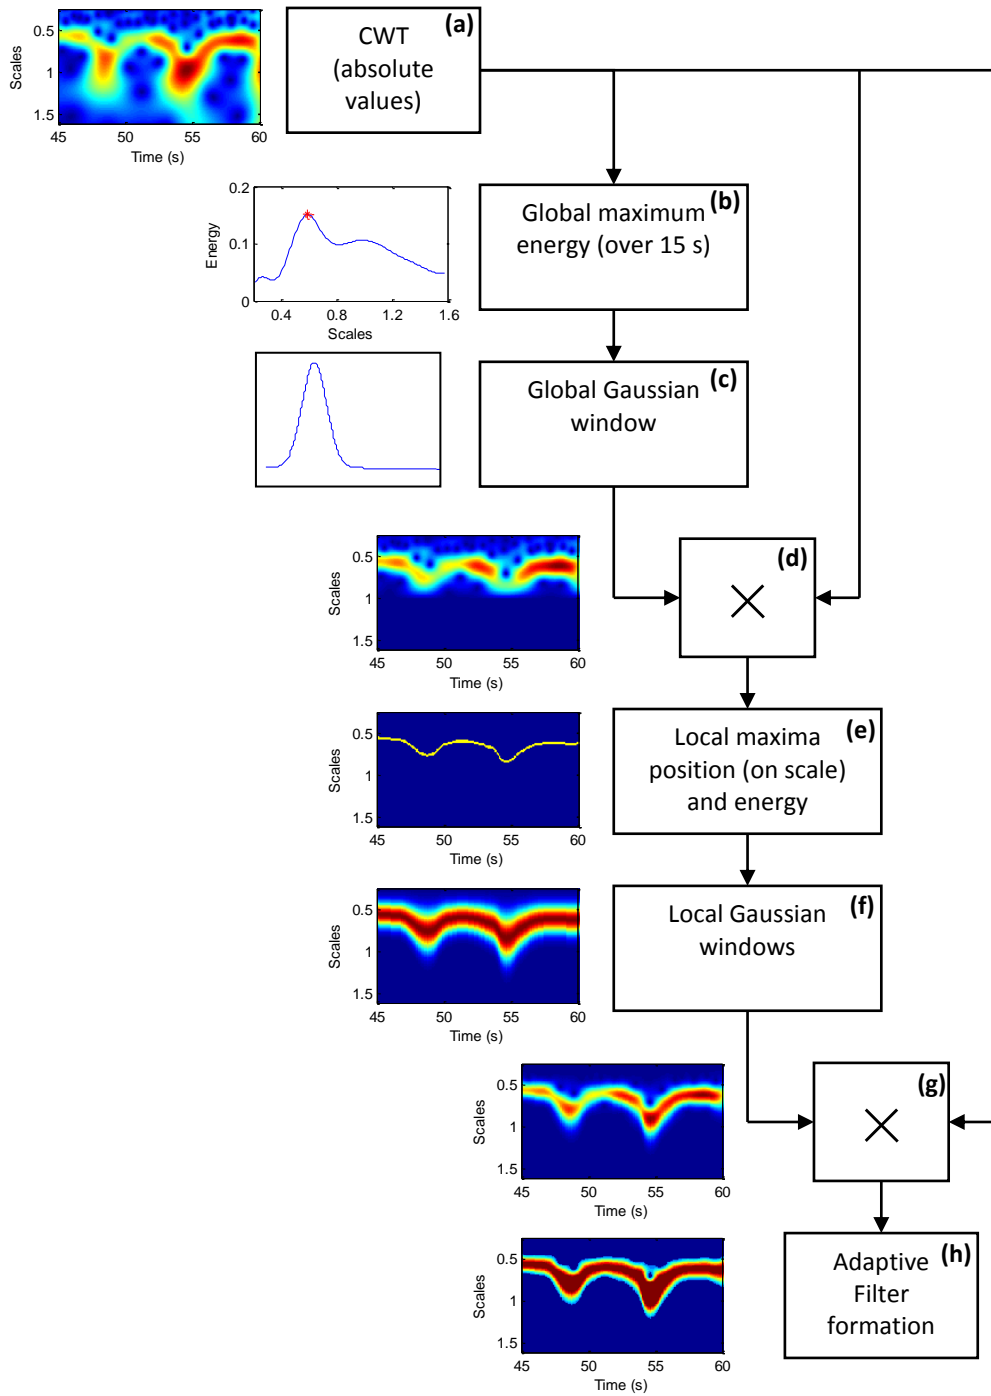 0.5
1
1.5
Scales
45 50 55 60
Time (s)
CWT
(absolute
values)
(a)
0.2
0.1
0
Energy
0.4 0.8 1.2 1.6
Scales
Global maximum
energy (over 15 s)
(b)
Global Gaussian
window
(c)
0.5
1
1.5
Scales
45 50 55 60
Time (s)
(d)
×
0.5
1
1.5
Scales
45 50 55 60
Time (s)
Local maxima
position (on scale)
and energy
(e)
0.5
1
1.5
Scales
45 50 55 60
Time (s)
Local Gaussian
windows
(f)
0.5
1
1.5
Scales
45 50 55 60
Time (s)
(g)
×
0.5
1
1.5
Scales
45 50 55 60
Time (s)
Adaptive
Filter
formation
(h)